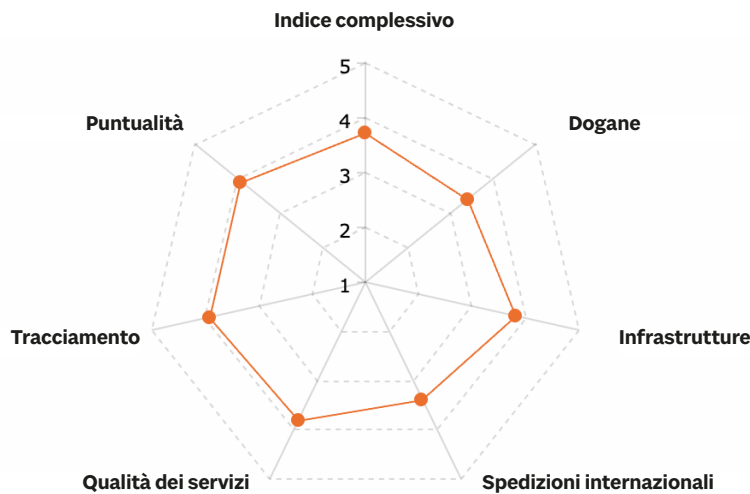 Indice complessivo
5
Puntualità
Dogane
4
3
2
1
Tracciamento
Infrastrutture
Qualità dei servizi
Spedizioni internazionali